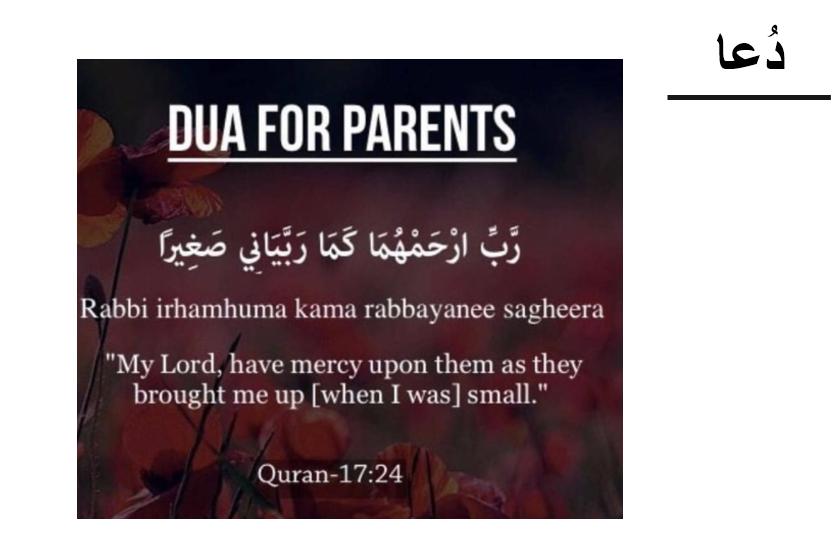 دُعا
DUA FOR PARENTS
رَّبِّ ارْحَمْهُمَا كَمَا رَبَّيَانِي صَغِيرًا
Rabbi irhamhuma kama rabbayanee sagheera
"My Lord, have mercy upon them as they
brought me up [when I was] small."
Quran-17:24